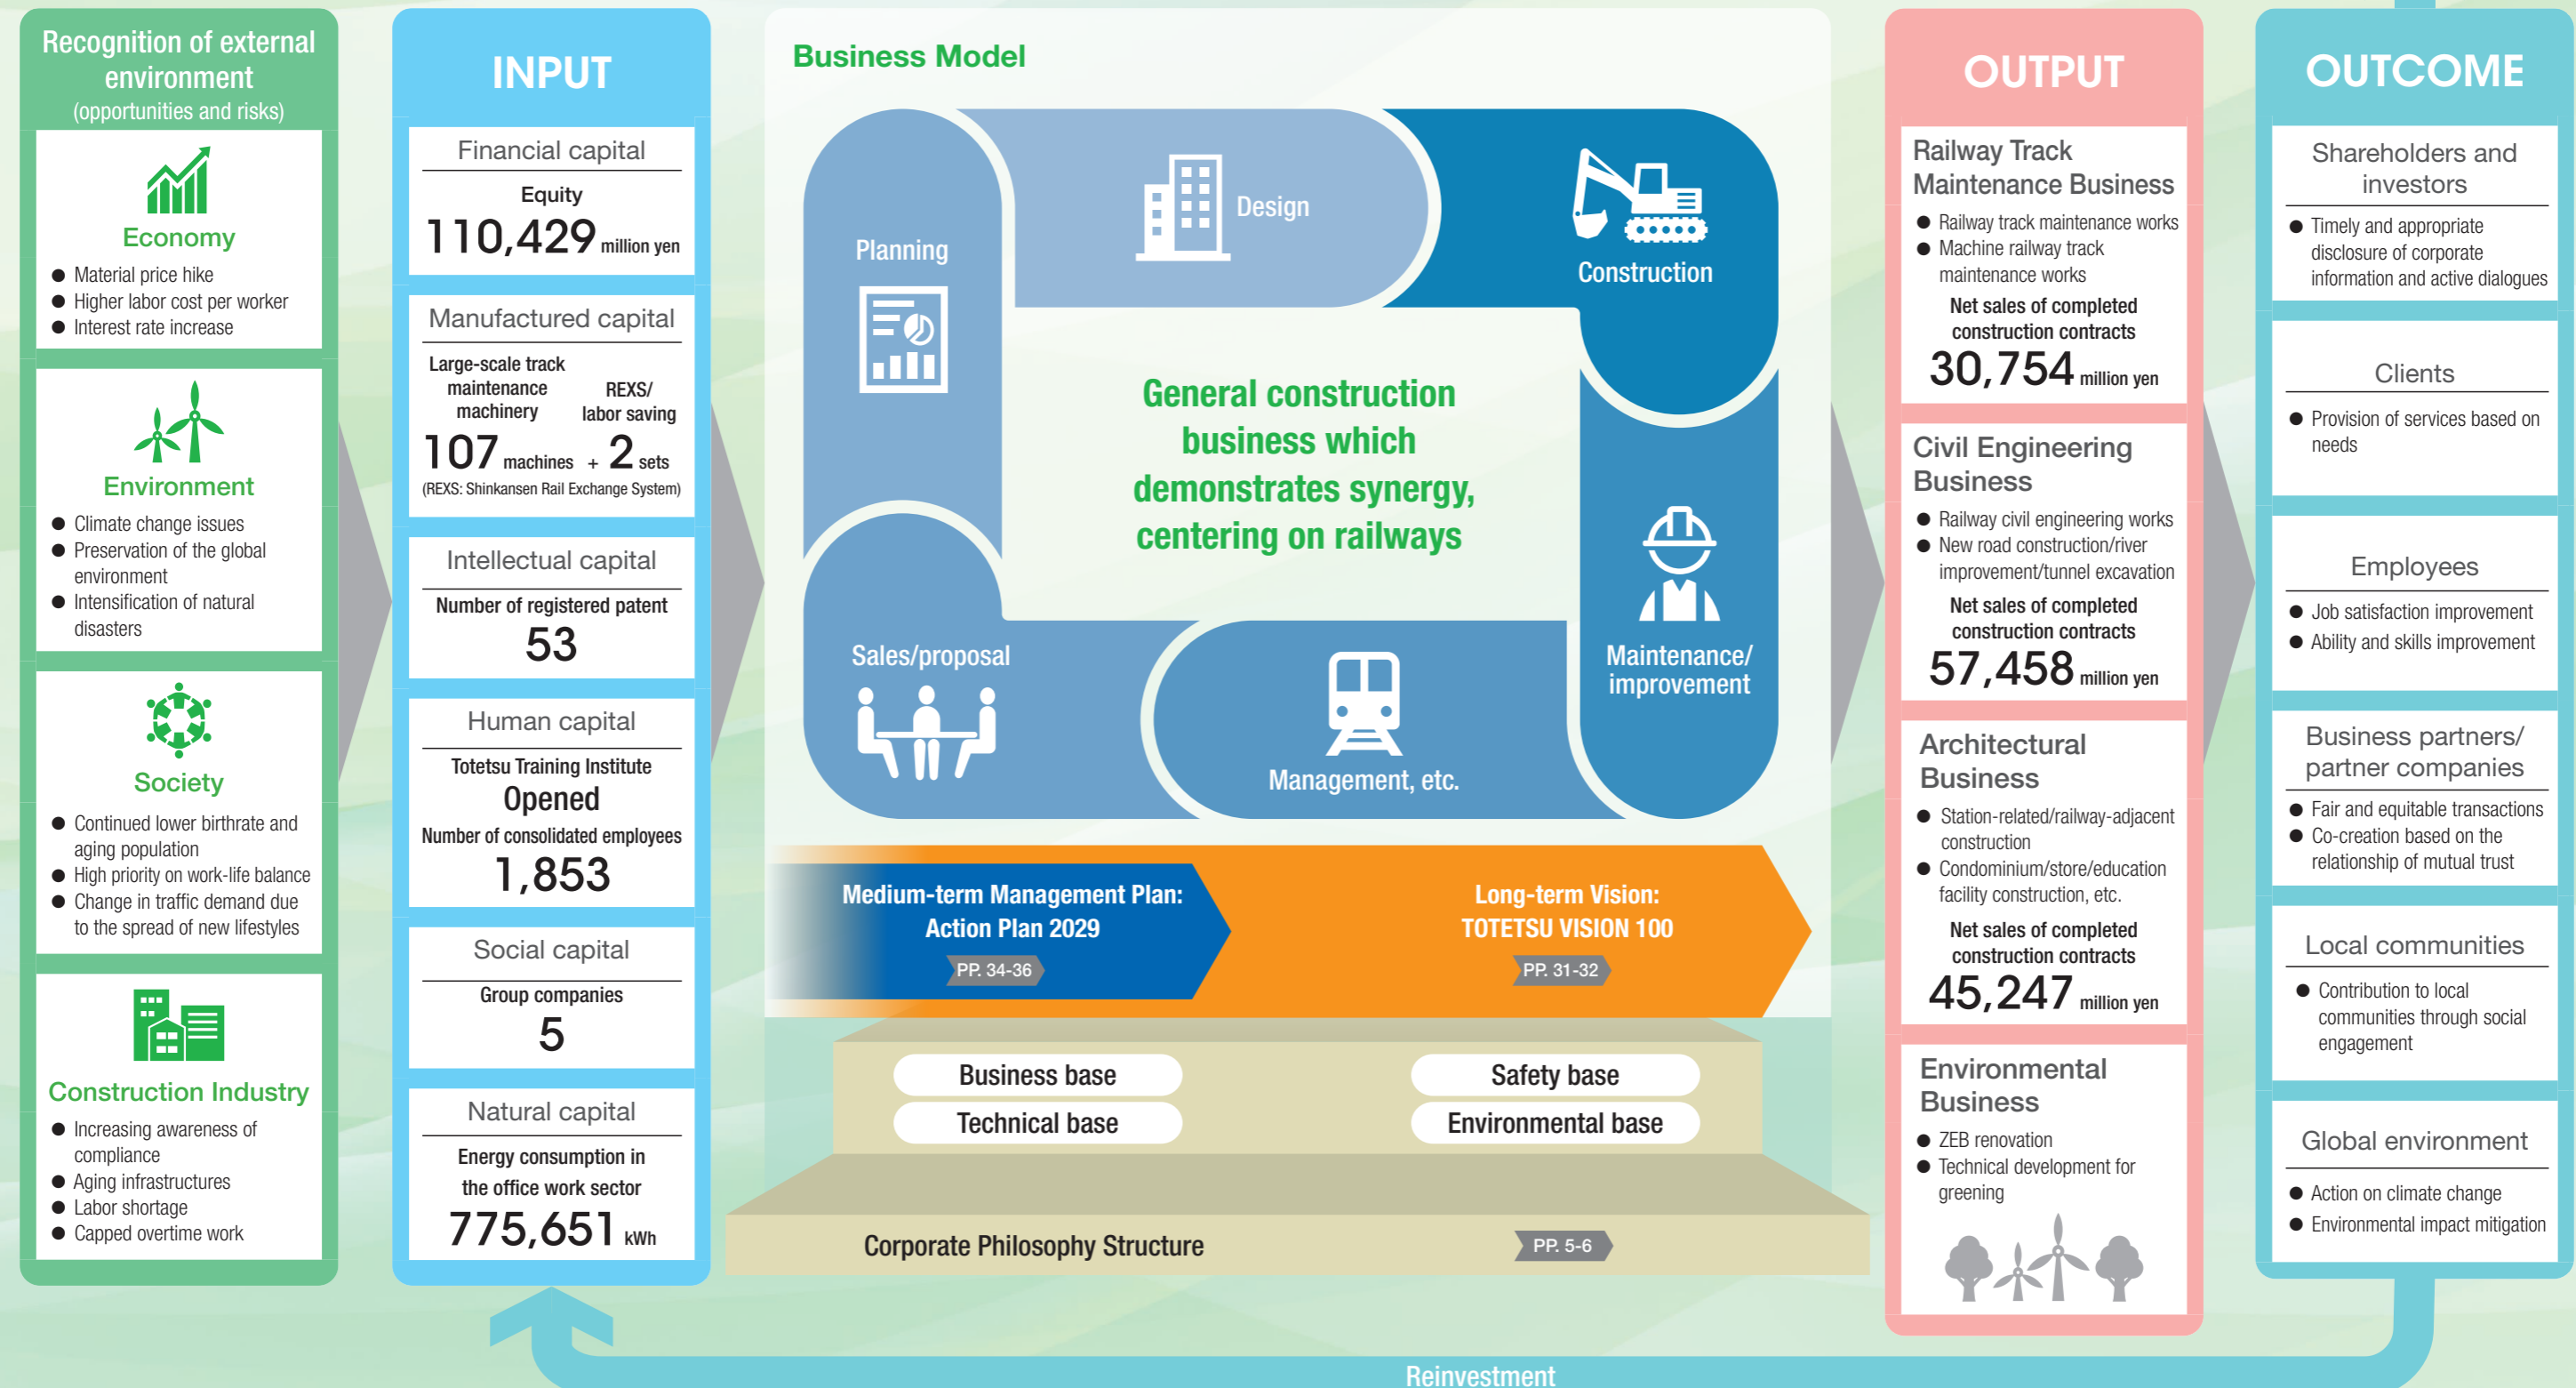 Recognition of external
environment
(opportunities and risks)
Economy
● Material price hike
● Higher labor cost per worker
● Interest rate increase
Environment
● Climate change issues
● Preservation of the global
environment
● Intensification of natural
disasters
Society
● Continued lower birthrate and
aging population
● High priority on work-life balance
● Change in traffic demand due
to the spread of new lifestyles
Construction Industry
● Increasing awareness of
compliance
● Aging infrastructures
● Labor shortage
● Capped overtime work
INPUT
Financial capital
Equity
110,429 million yen
Manufactured capital
Large-scale track
maintenance
machinery
107 machines
+
REXS/
labor saving
2 sets
(REXS: Shinkansen Rail Exchange System)
Intellectual capital
Number of registered patent
53
Human capital
Totetsu Training Institute
Opened
Number of consolidated employees
1,853
Social capital
Group companies
5
Natural capital
Energy consumption in
the office work sector
775,651 kWh
Business Model
Planning
Design
Construction
General construction
business which
demonstrates synergy,
centering on railways
Sales/proposal
Management, etc.
Maintenance/
improvement
Medium-term Management Plan:
Action Plan 2029
PP. 34-36
Long-term Vision:
TOTETSU VISION 100
PP. 31-32
Business base
Safety base
Technical base
Environmental base
Corporate Philosophy Structure
PP. 5-6
OUTPUT
Railway Track
Maintenance Business
● Railway track maintenance works
● Machine railway track
maintenance works
Net sales of completed
construction contracts
30,754 million yen
Civil Engineering
Business
● Railway civil engineering works
● New road construction/river
improvement/tunnel excavation
Net sales of completed
construction contracts
57,458 million yen
Architectural
Business
● Station-related/railway-adjacent
construction
● Condominium/store/education
facility construction, etc.
Net sales of completed
construction contracts
45,247 million yen
Environmental
Business
● ZEB renovation
● Technical development for
greening
OUTCOME
Shareholders and
investors
● Timely and appropriate
disclosure of corporate
information and active dialogues
Clients
● Provision of services based on
needs
Employees
● Job satisfaction improvement
● Ability and skills improvement
Business partners/
partner companies
● Fair and equitable transactions
● Co-creation based on the
relationship of mutual trust
Local communities
● Contribution to local
communities through social
engagement
Global environment
● Action on climate change
● Environmental impact mitigation
Reinvestment